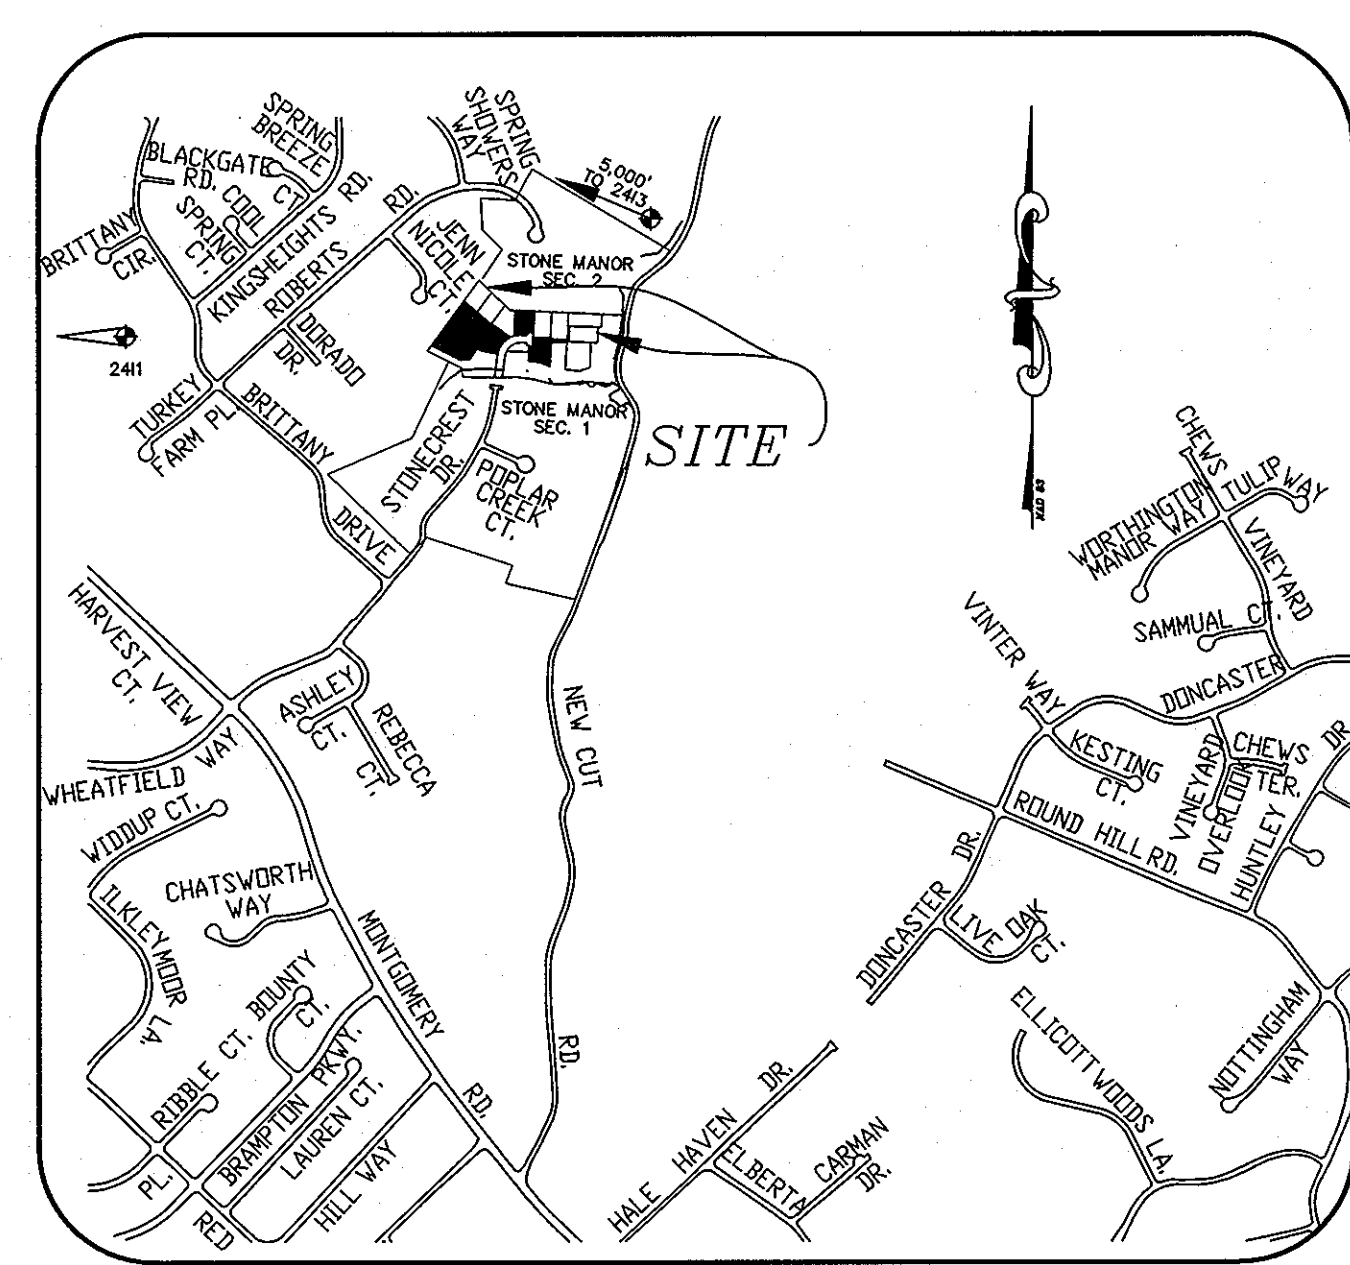 SPRING
BREEZE
CT.
BLACKGATE
RD.
COOL
SPRING
CT.
BRITTANY
CIR.
KINGSHEIGHTS RD.
ROBERTS RD.
SPRING
SHOWERS
WAY
5,000'
TO 2413
JENN
NICOLE
CT.
STONE MANOR
SEC. 2
DORADO
DR.
2411
TURKEY
FARM PL.
BRITTANY
DRIVE
STONECREST
DR.
STONE MANOR
SEC. 1
SITE
POPLAR
CREEK
CT.
NAD 83
CHEWS
VINEYARD
TULIP WAY
WORTHINGTON
MANOR WAY
SAMMUAL CT.
VINTER WAY
DONCASTER
DR.
HARVEST VIEW
CT.
ASHLEY
CT.
REBECCA
CT.
NEW CUT
RD.
WHEATFIELD
WAY
WIDDUP CT.
CHATSWORTH
WAY
ILKLEY MOOR LA.
KESTING
CT.
VINEYARD
OVERLOOK
CHEWS
TER.
HUNTLEY
ROUND HILL RD.
DONCASTER DR.
LIVE OAK
CT.
MONTGOMERY
RD.
BOUNTY
CT.
RIBBLE CT.
BRAMPTON PKWY.
LAUREN CT.
HILL WAY
PL.
RED
ELLICOTT WOODS LA.
NOTTINGHAM
WAY
HALE HAVEN DR.
ELBERTA
CARMAN
DR.